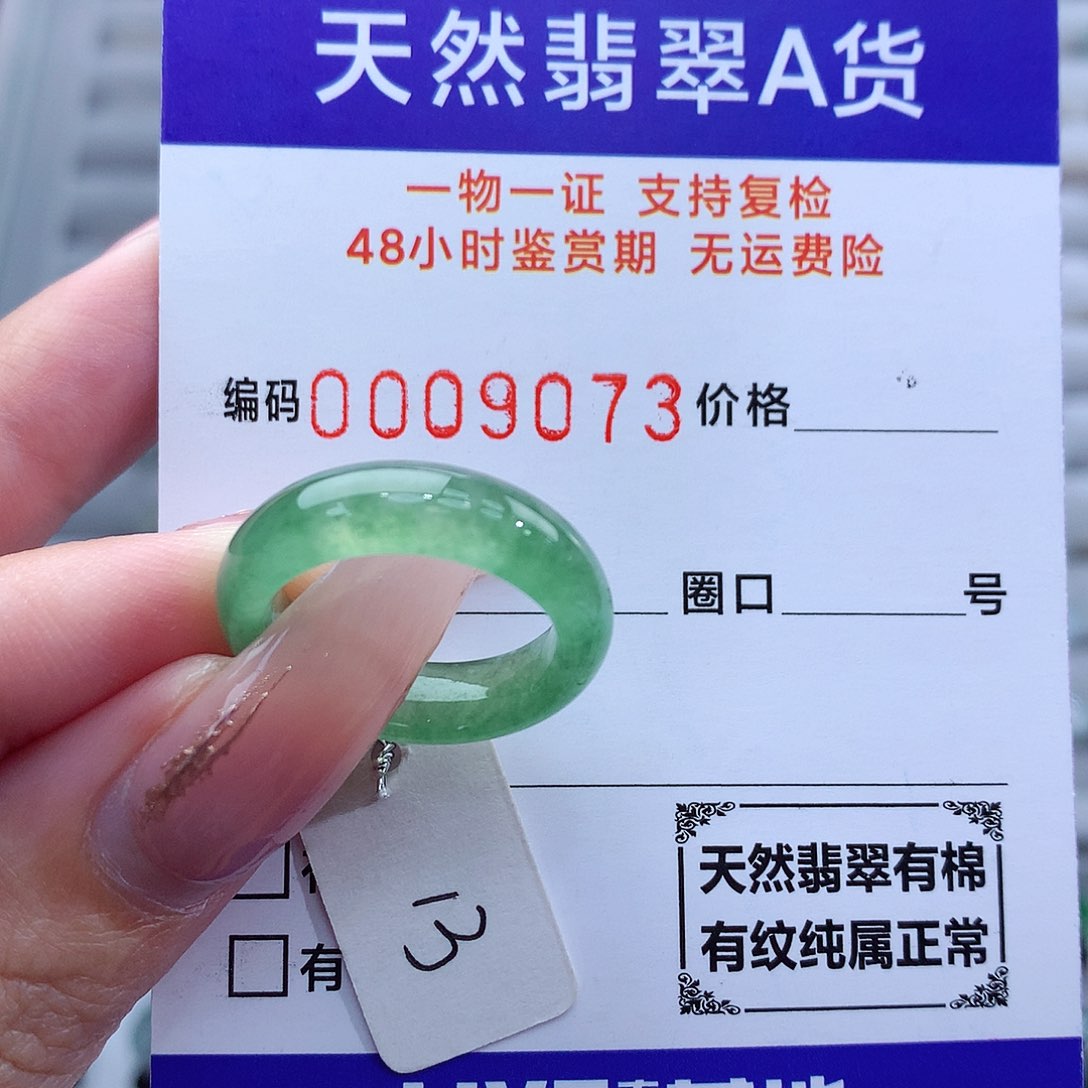 天然翡翠A货
一物一证 支持复检
48小时鉴赏期 无运费险
编码0009073价格
圈口 号
天然翡翠有棉
有纹纯属正常
有
13